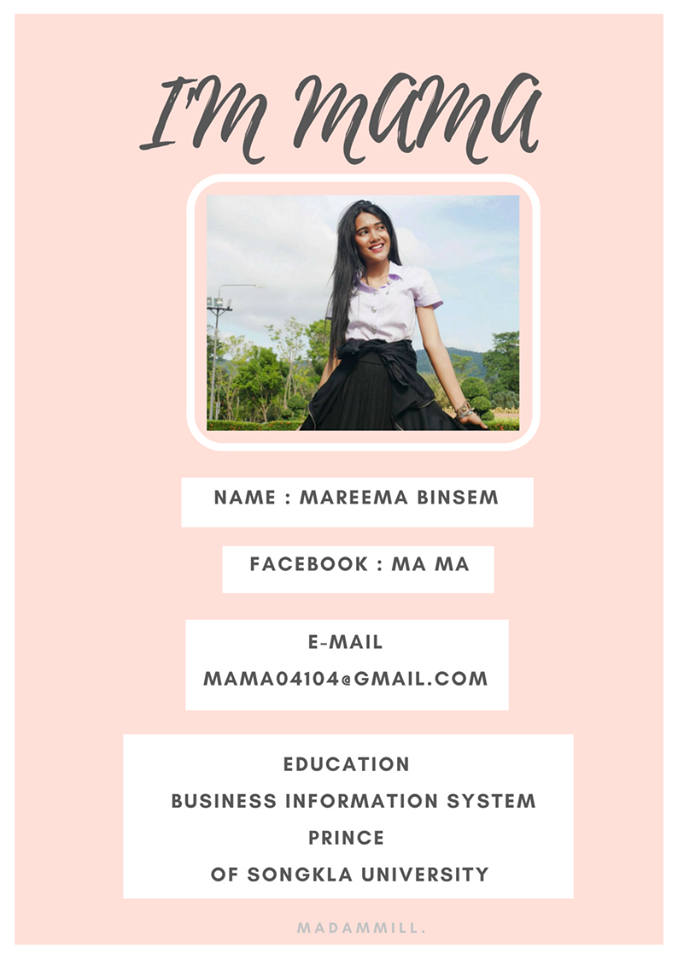 I'M MAMA
NAME : MAREEMA BINSEM
FACEBOOK : MA MA
E-MAIL
MAMA04104@GMAIL.COM
EDUCATION
BUSINESS INFORMATION SYSTEM
PRINCE
OF SONGKLA UNIVERSITY
MADAMMILL.